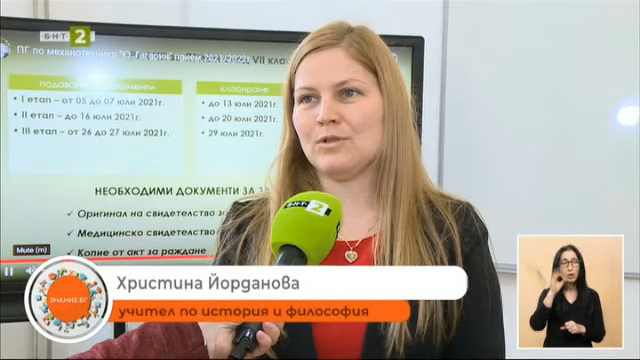 БНТ 2
ПГ по механотехника "Ю. Гагарин" прием 2021/2022г.
VII клас
документи
класиране
I етап – от 05 до 07 юли 2021г.
до 13 юли 2021г.
II етап – до 16 юли 2021г.
до 20 юли 2021г.
III етап – от 26 до 27 юли 2021г.
29 юли 2021г.
НЕОБХОДИМИ ДОКУМЕНТИ ЗА
Оригинал на свидетелство
Медицинско свидетелство
Копие от акт за раждане
Mute (m)
БНТ 2
ЗНАНИЕ.БГ
Христина Йорданова
учител по история и философия